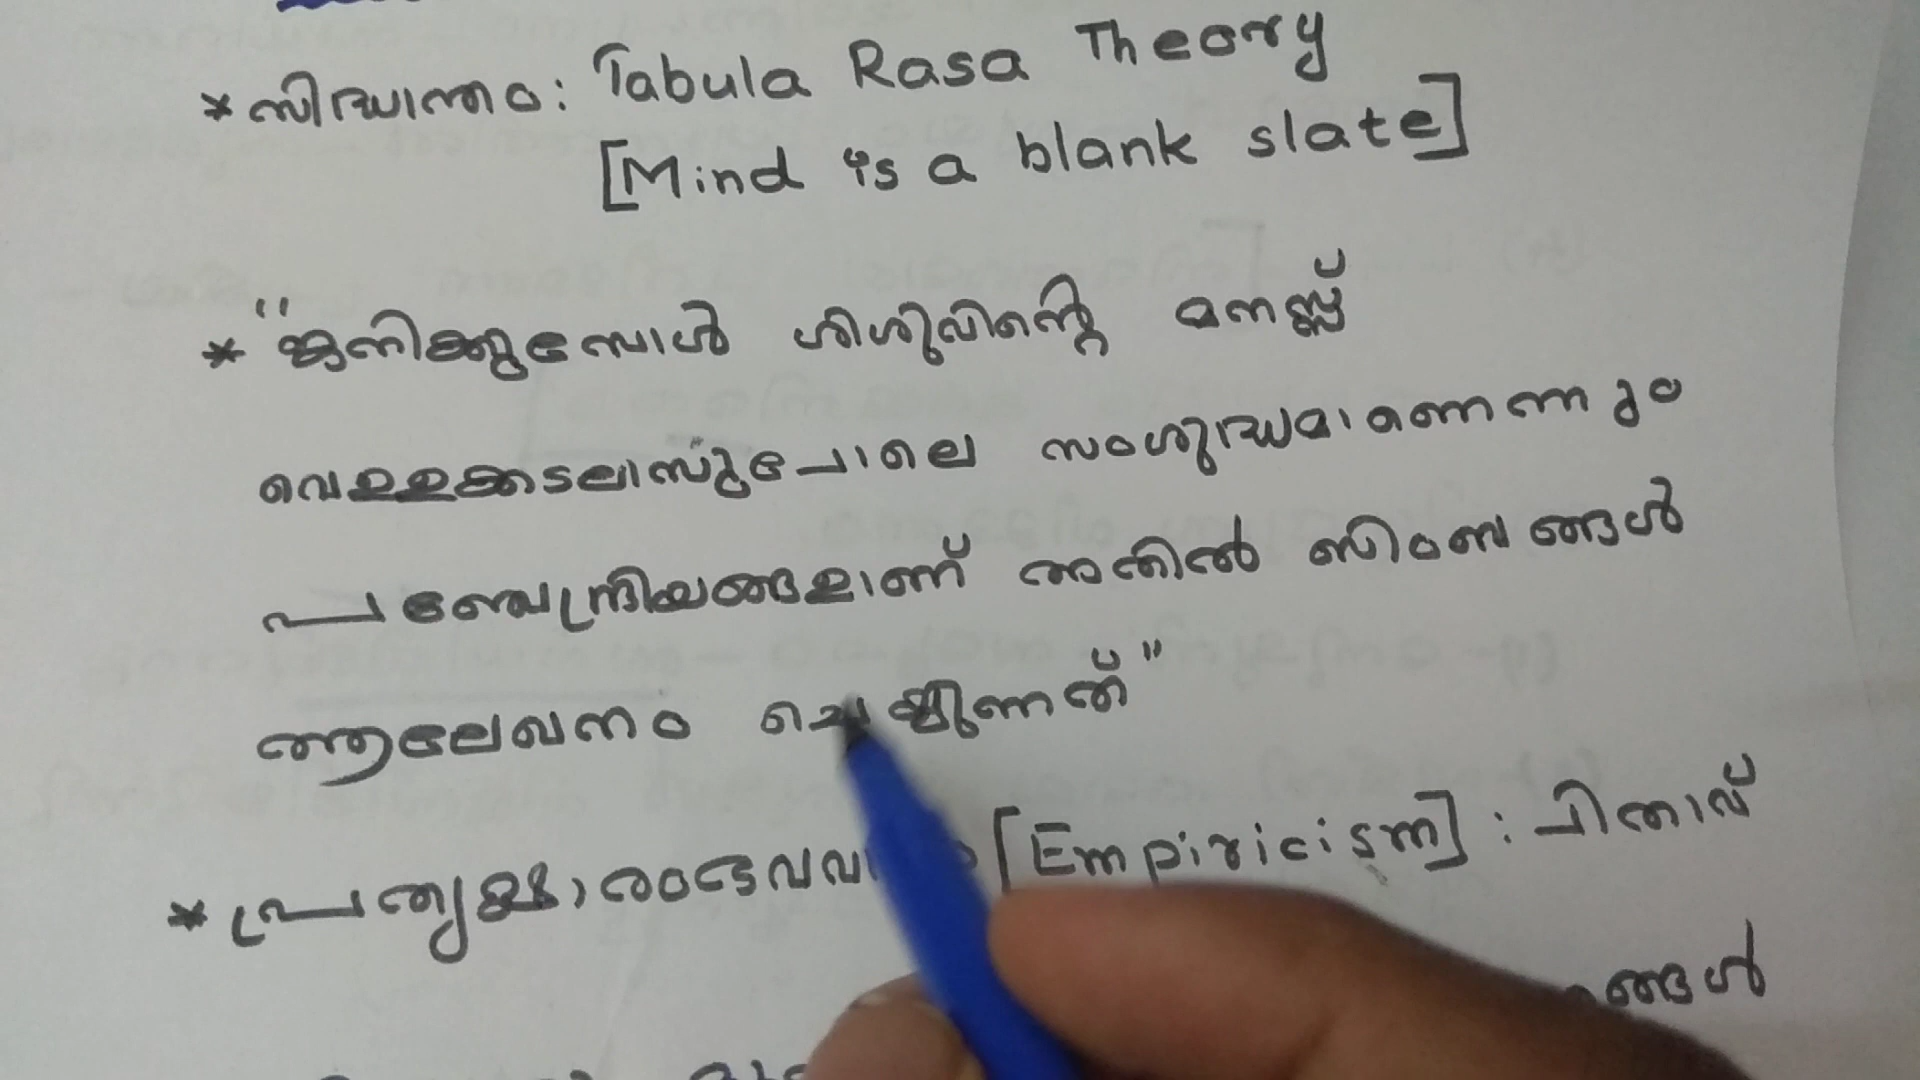 * സിദ്ധാന്തം: Tabula Rasa Theory
[Mind is a blank slate]
* "ജനിക്കുമ്പോൾ ശിശുവിന്റെ മനസ്സ്
വെള്ളക്കടലാസുപോലെ സംശുദ്ധമാണെന്നും
പഞ്ചേന്ദ്രിയങ്ങളാണ് അതിൽ ബിംബങ്ങൾ
ആലേഖനം ചെയ്യുന്നത്"
* [Empiricism] : പിതാവ്